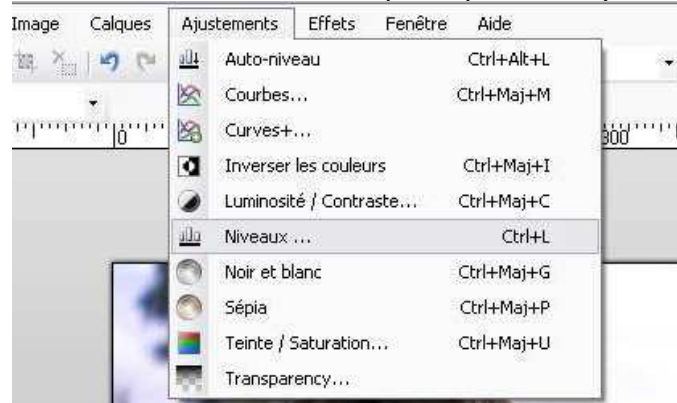 Image Calques Ajustements Effets Fenêtre Aide
Auto-niveau Ctrl+Alt+L
Courbes... Ctrl+Maj+M
Curves+...
0 300
Inverser les couleurs Ctrl+Maj+I
Luminosité / Contraste... Ctrl+Maj+C
Niveaux ... Ctrl+L
Noir et blanc Ctrl+Maj+G
Sépia Ctrl+Maj+P
Teinte / Saturation... Ctrl+Maj+U
Transparency...